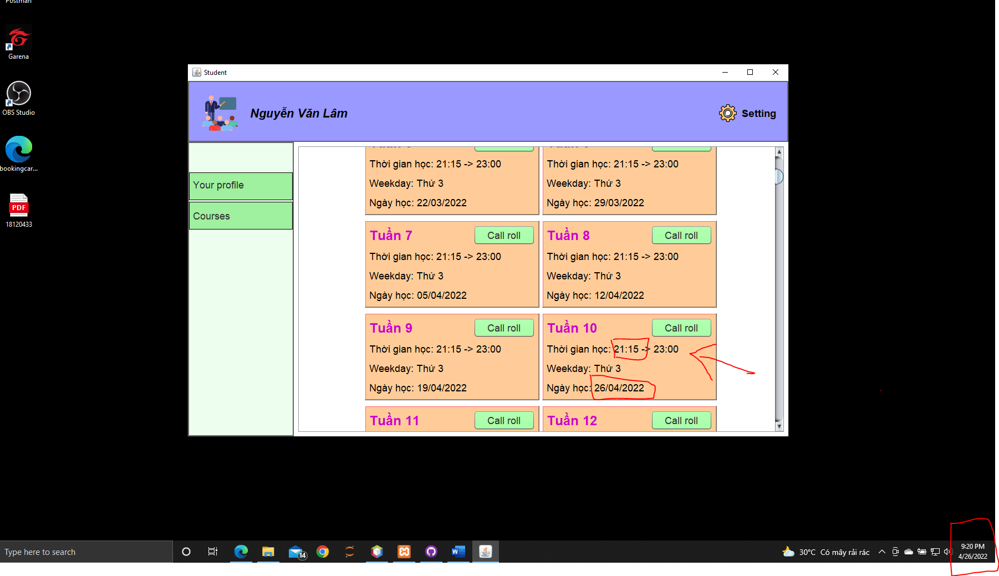 Postman
Garena
OBS Studio
bookingcar...
PDF
18120433
Student
Nguyễn Văn Lâm
Setting
Your profile
Courses
Thời gian học: 21:15 -> 23:00
Weekday: Thứ 3
Ngày học: 22/03/2022
Thời gian học: 21:15 -> 23:00
Weekday: Thứ 3
Ngày học: 29/03/2022
Tuần 7
Call roll
Thời gian học: 21:15 -> 23:00
Weekday: Thứ 3
Ngày học: 05/04/2022
Tuần 8
Call roll
Thời gian học: 21:15 -> 23:00
Weekday: Thứ 3
Ngày học: 12/04/2022
Tuần 9
Call roll
Thời gian học: 21:15 -> 23:00
Weekday: Thứ 3
Ngày học: 19/04/2022
Tuần 10
Call roll
Thời gian học: 21:15 -> 23:00
Weekday: Thứ 3
Ngày học: 26/04/2022
Tuần 11
Call roll
Tuần 12
Call roll
Type here to search
14
30°C Có mây rải rác
9:20 PM
4/26/2022